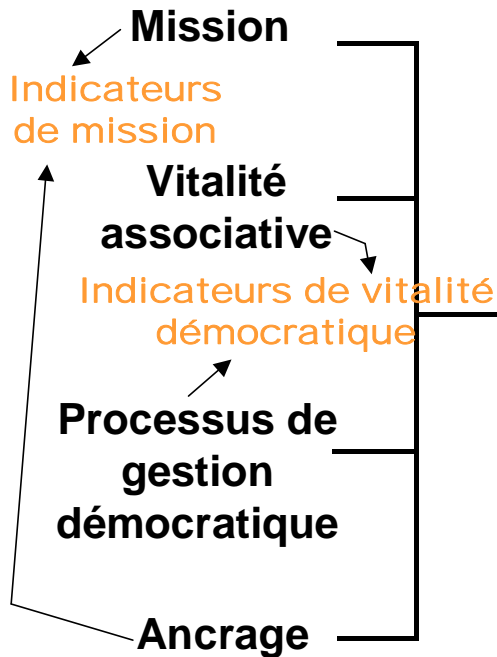 Mission
Indicateurs
de mission
Vitalité
associative
Indicateurs de vitalité
démocratique
Processus de
gestion
démocratique
Ancrage